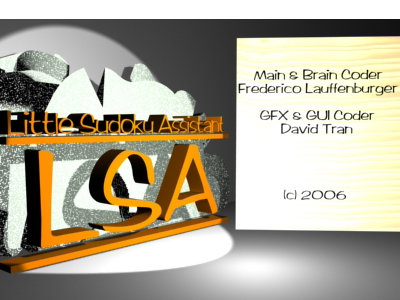 Little Sudoku Assistant
LSA
Main & Brain Coder
Frederico Lauffenburger
GFX & GUI Coder
David Tran
(c) 2006